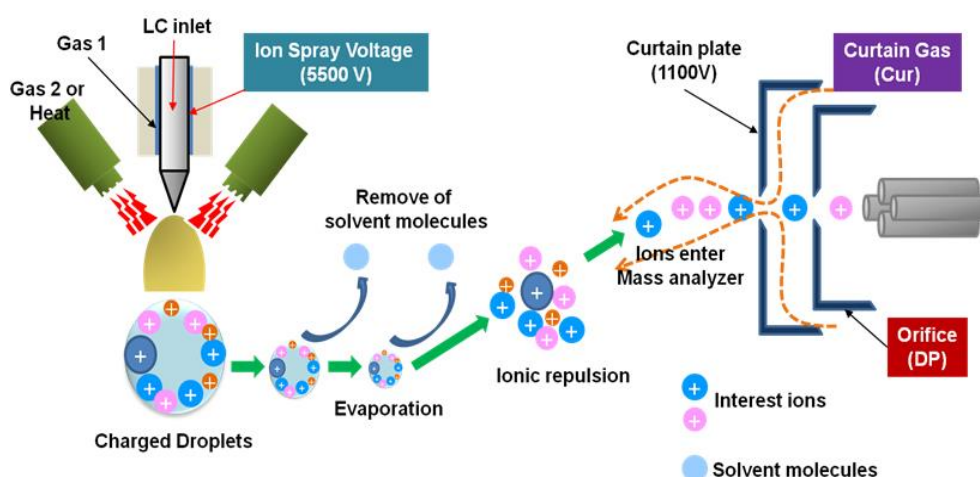 LC inlet
Gas 1
Gas 2 or
Heat
Ion Spray Voltage
(5500 V)
Curtain plate
(1100V)
Curtain Gas
(Cur)
Remove of
solvent molecules
Ions enter
Mass analyzer
Orifice
(DP)
Ionic repulsion
Evaporation
Charged Droplets
Interest ions
Solvent molecules